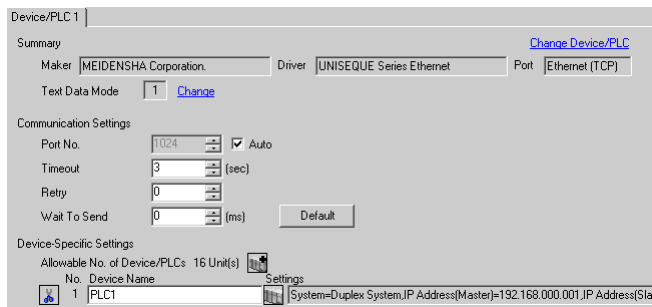 Device/PLC 1
Summary Change Device/PLC
Maker MEIDENSHA Corporation. Driver UNISEQUE Series Ethernet Port Ethernet (TCP)
Text Data Mode 1 Change
Communication Settings
Port No. 1024 Auto
Timeout 3 (sec)
Retry 0
Wait To Send 0 (ms) Default
Device-Specific Settings
Allowable No. of Device/PLCs 16 Unit(s)
No. Device Name Settings
1 PLC1 System=Duplex System,IP Address(Master)=192.168.000.001,IP Address(Sla